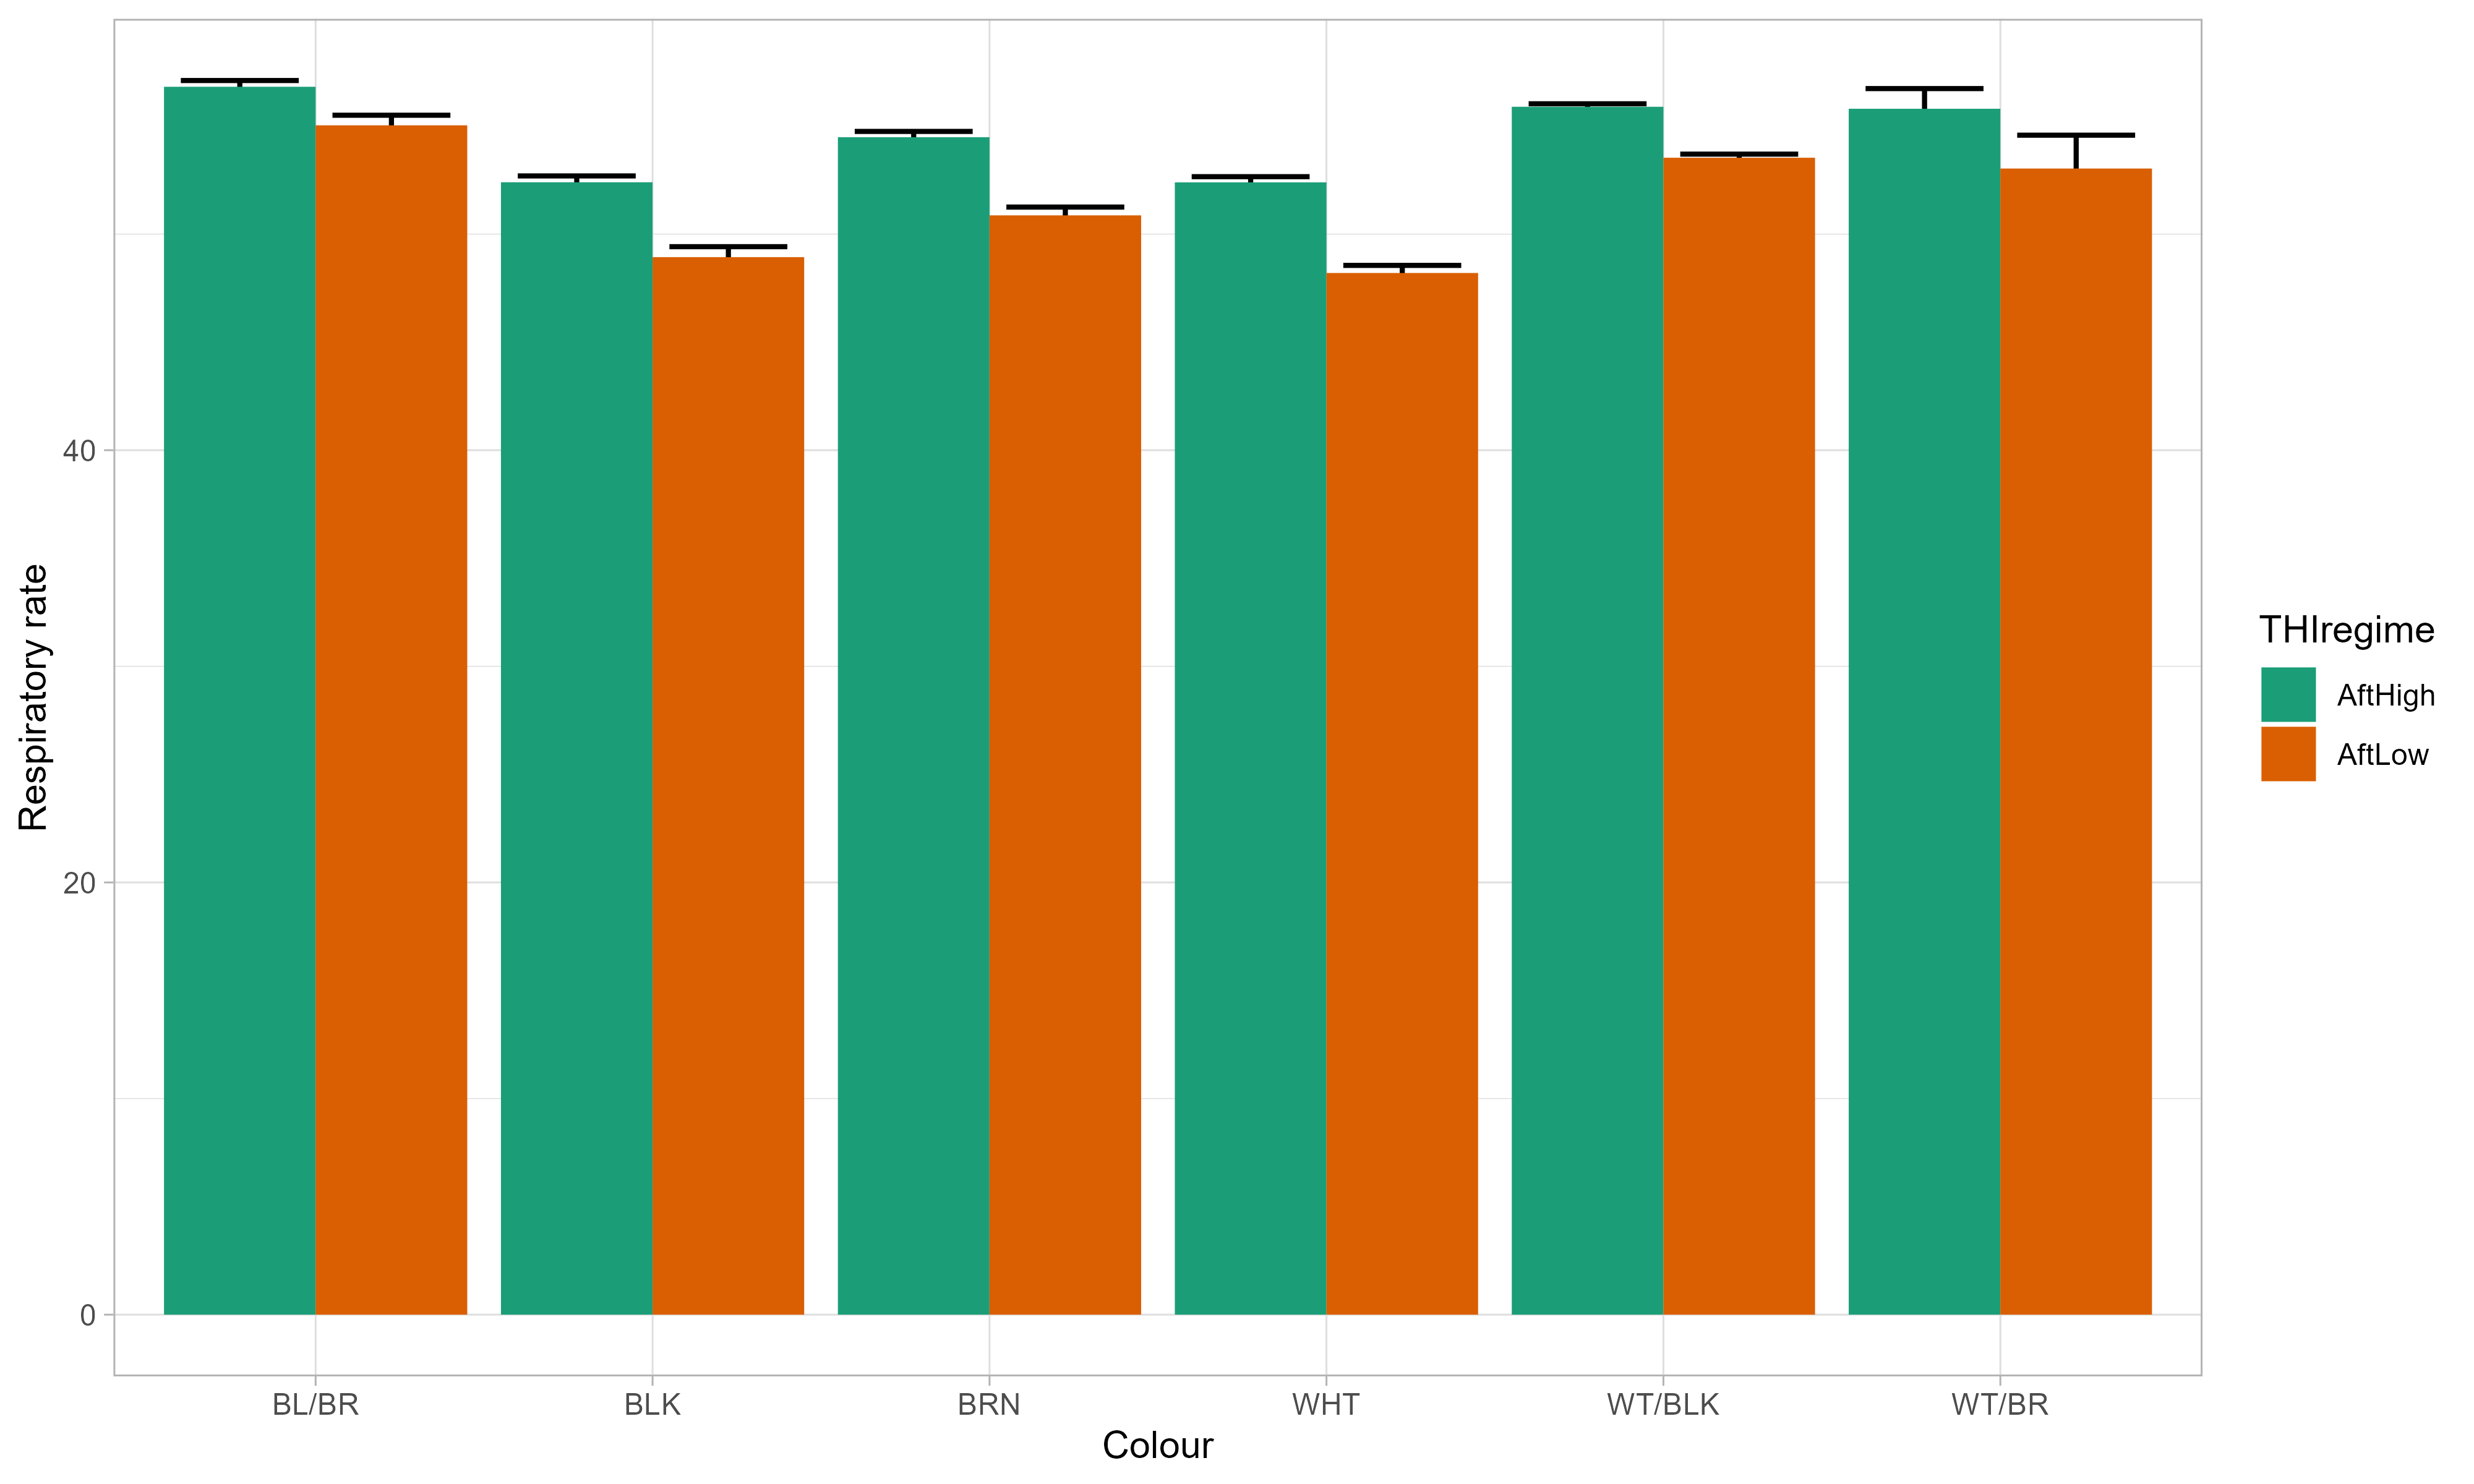 Respiratory rate
40
20
0
BL/BR
BLK
BRN
WHT
WT/BLK
WT/BR
Colour
THIregime
AftHigh
AftLow